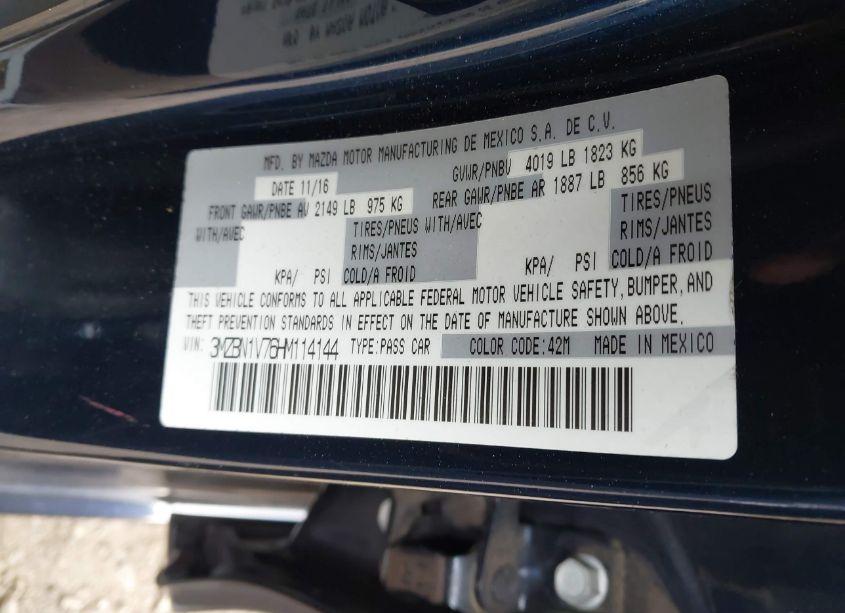 MFD. BY MAZDA MOTOR MANUFACTURING DE MEXICO S.A. DE C.V.
DATE 11/16 GVWR/PNBV 4019 LB 1823 KG
FRONT GAWR/PNBE AV 2149 LB 975 KG REAR GAWR/PNBE AR 1887 LB 856 KG
WITH/AVEC TIRES/PNEUS WITH/AVEC TIRES/PNEUS
RIMS/JANTES RIMS/JANTES
KPA/ PSI COLD/A FROID KPA/ PSI COLD/A FROID
THIS VEHICLE CONFORMS TO ALL APPLICABLE FEDERAL MOTOR VEHICLE SAFETY, BUMPER, AND
THEFT PREVENTION STANDARDS IN EFFECT ON THE DATE OF MANUFACTURE SHOWN ABOVE.
VIN: 3MZBN1V76HM114144 TYPE:PASS CAR COLOR CODE:42M MADE IN MEXICO